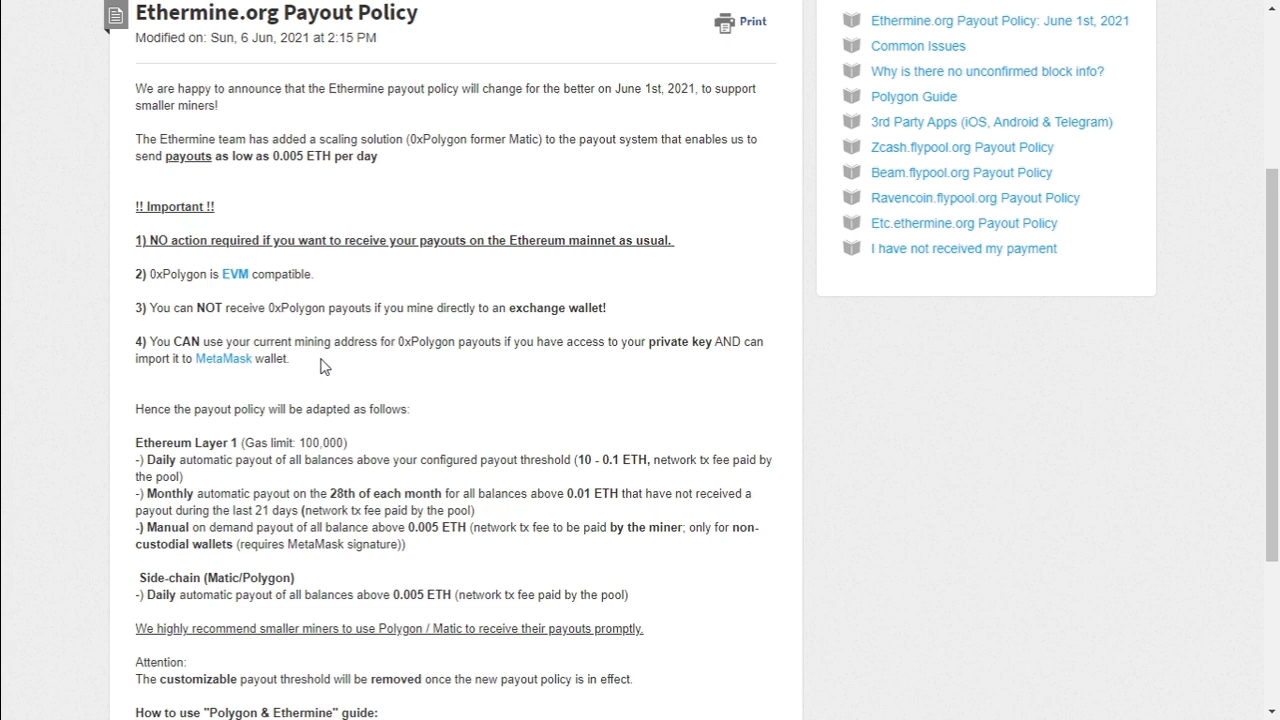 Ethermine.org Payout Policy
Print
Modified on: Sun, 6 Jun, 2021 at 2:15 PM
We are happy to announce that the Ethermine payout policy will change for the better on June 1st, 2021, to support
smaller miners!
The Ethermine team has added a scaling solution (0xPolygon former Matic) to the payout system that enables us to
send payouts as low as 0.005 ETH per day
!! Important !!
1) NO action required if you want to receive your payouts on the Ethereum mainnet as usual.
2) 0xPolygon is EVM compatible.
3) You can NOT receive 0xPolygon payouts if you mine directly to an exchange wallet!
4) You CAN use your current mining address for 0xPolygon payouts if you have access to your private key AND can
import it to MetaMask wallet.
Hence the payout policy will be adapted as follows:
Ethereum Layer 1 (Gas limit: 100,000)
-) Daily automatic payout of all balances above your configured payout threshold (10 - 0.1 ETH, network tx fee paid by
the pool)
-) Monthly automatic payout on the 28th of each month for all balances above 0.01 ETH that have not received a
payout during the last 21 days (network tx fee paid by the pool)
-) Manual on demand payout of all balance above 0.005 ETH (network tx fee to be paid by the miner; only for non-
custodial wallets (requires MetaMask signature))
Side-chain (Matic/Polygon)
-) Daily automatic payout of all balances above 0.005 ETH (network tx fee paid by the pool)
We highly recommend smaller miners to use Polygon / Matic to receive their payouts promptly.
Attention:
The customizable payout threshold will be removed once the new payout policy is in effect.
How to use "Polygon & Ethermine" guide:
Ethermine.org Payout Policy: June 1st, 2021
Common Issues
Why is there no unconfirmed block info?
Polygon Guide
3rd Party Apps (iOS, Android & Telegram)
Zcash.flypool.org Payout Policy
Beam.flypool.org Payout Policy
Ravencoin.flypool.org Payout Policy
Etc.ethermine.org Payout Policy
I have not received my payment